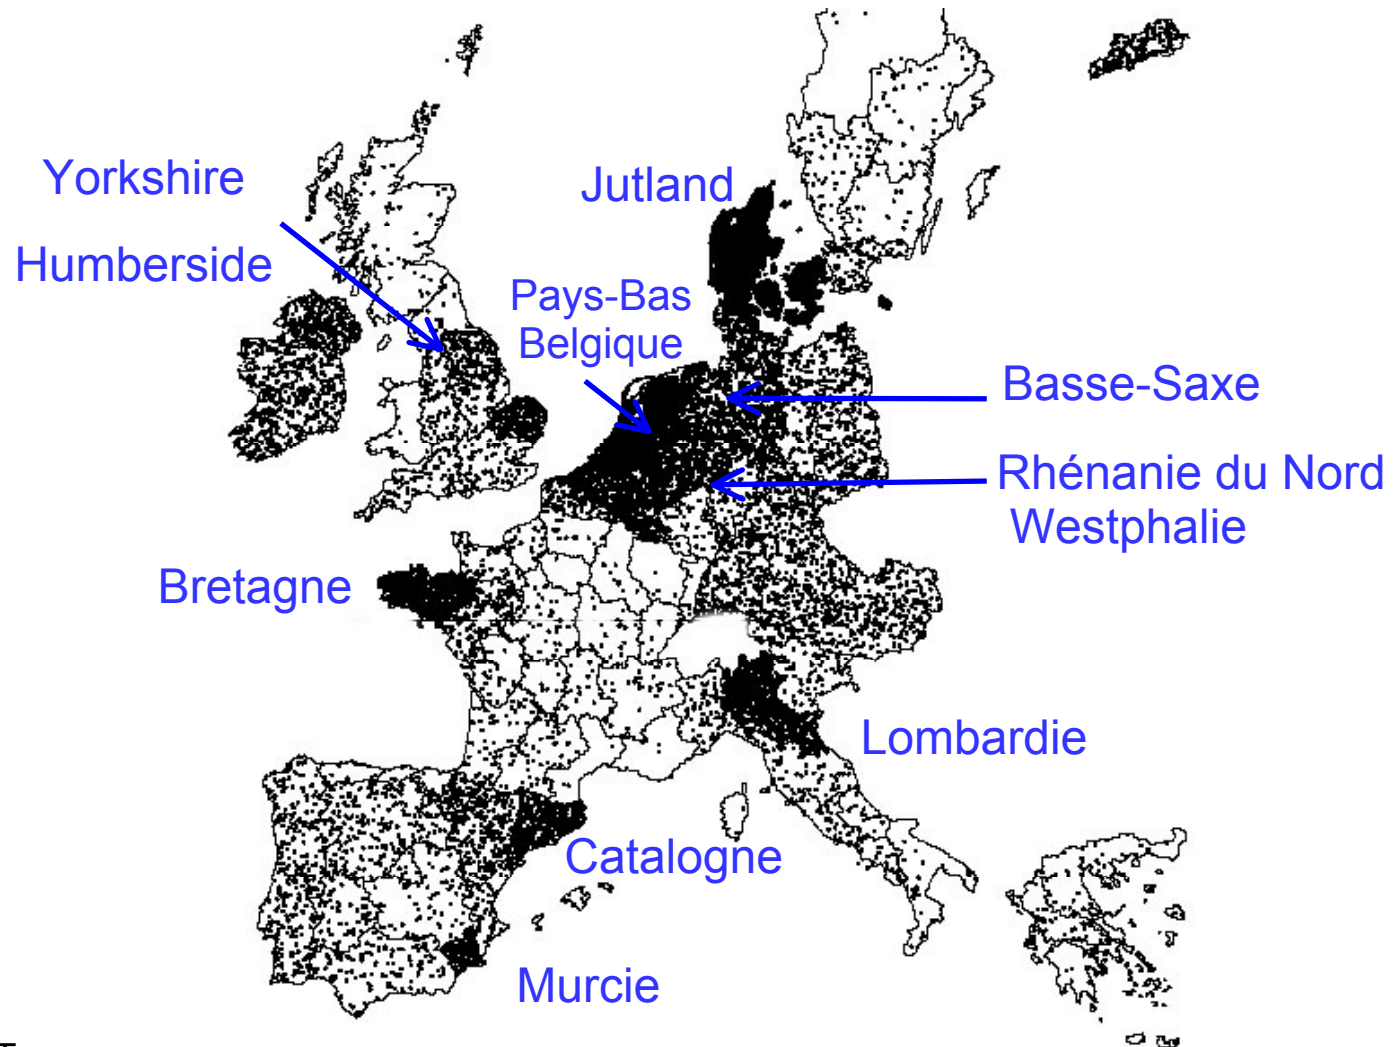 Yorkshire
Humberside
Jutland
Pays-Bas
Belgique
Basse-Saxe
Rhénanie du Nord
Westphalie
Bretagne
Lombardie
Catalogne
Murcie